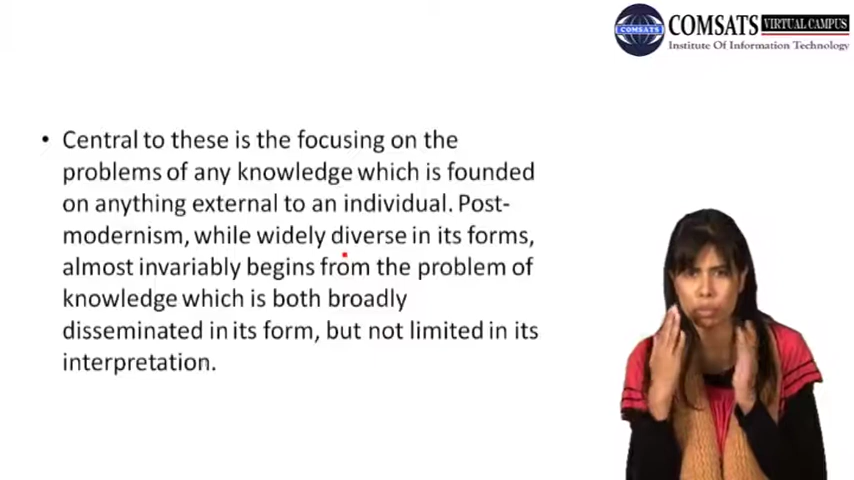 COMSATS VIRTUAL CAMPUS
COMSATS
Institute Of Information Technology
• Central to these is the focusing on the
problems of any knowledge which is founded
on anything external to an individual. Post-
modernism, while widely diverse in its forms,
almost invariably begins from the problem of
knowledge which is both broadly
disseminated in its form, but not limited in its
interpretation.